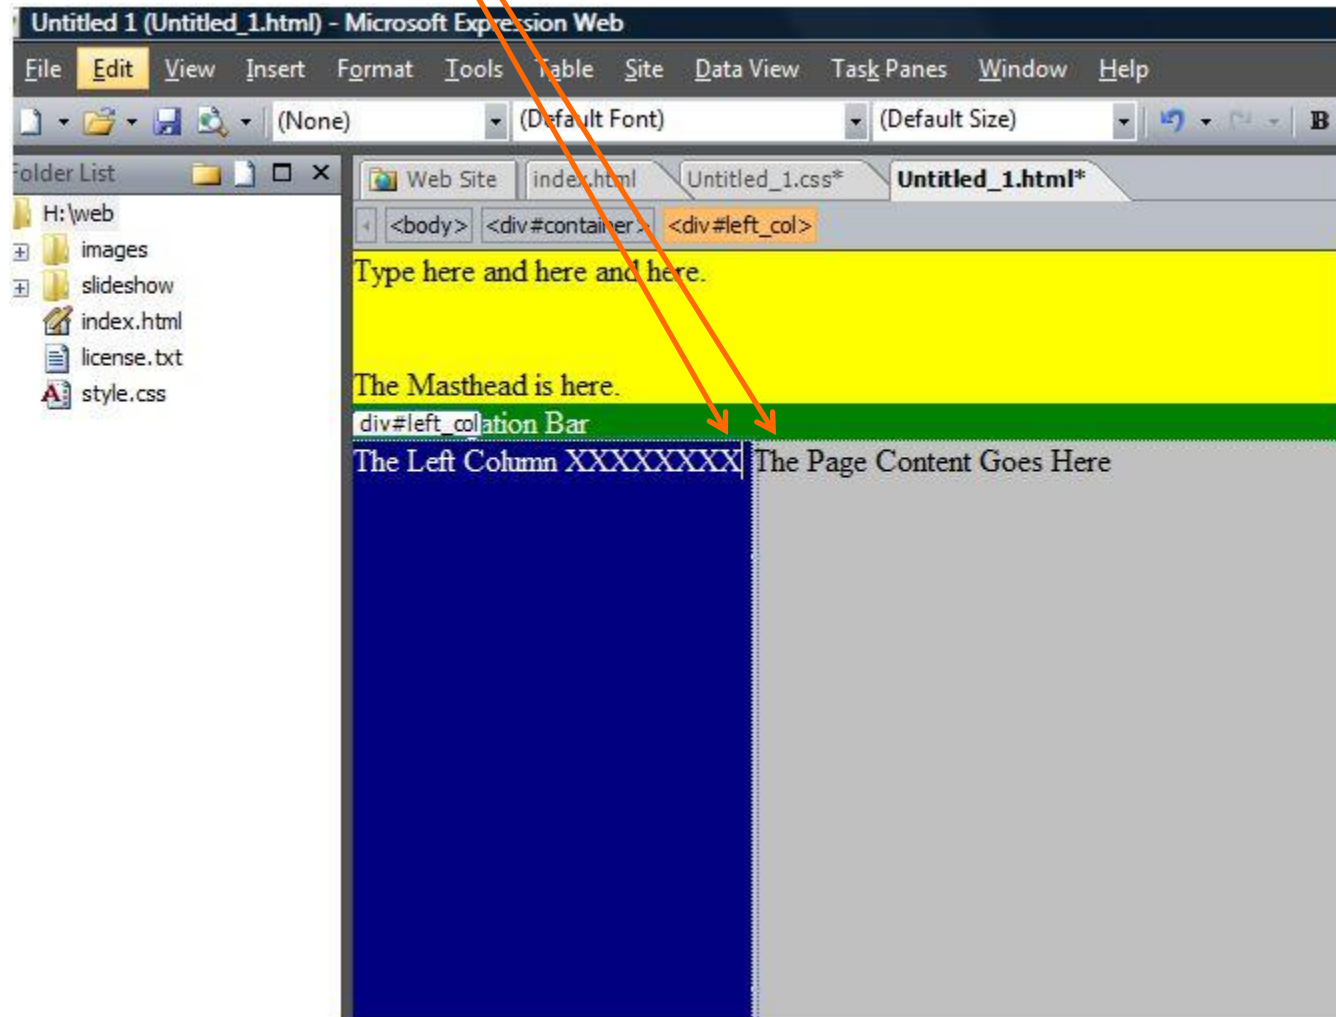 Untitled 1 (Untitled_1.html) - Microsoft Expression Web
File Edit View Insert Format Tools Table Site Data View Task Panes Window Help
(None) (Default Font) (Default Size) B
Folder List
Web Site index.html Untitled_1.css* Untitled_1.html*
<body> <div#container> <div#left_col>
H:\web
images
slideshow
index.html
license.txt
style.css
Type here and here and here.
The Masthead is here.
div#left_col ation Bar
The Left Column XXXXXXXX The Page Content Goes Here